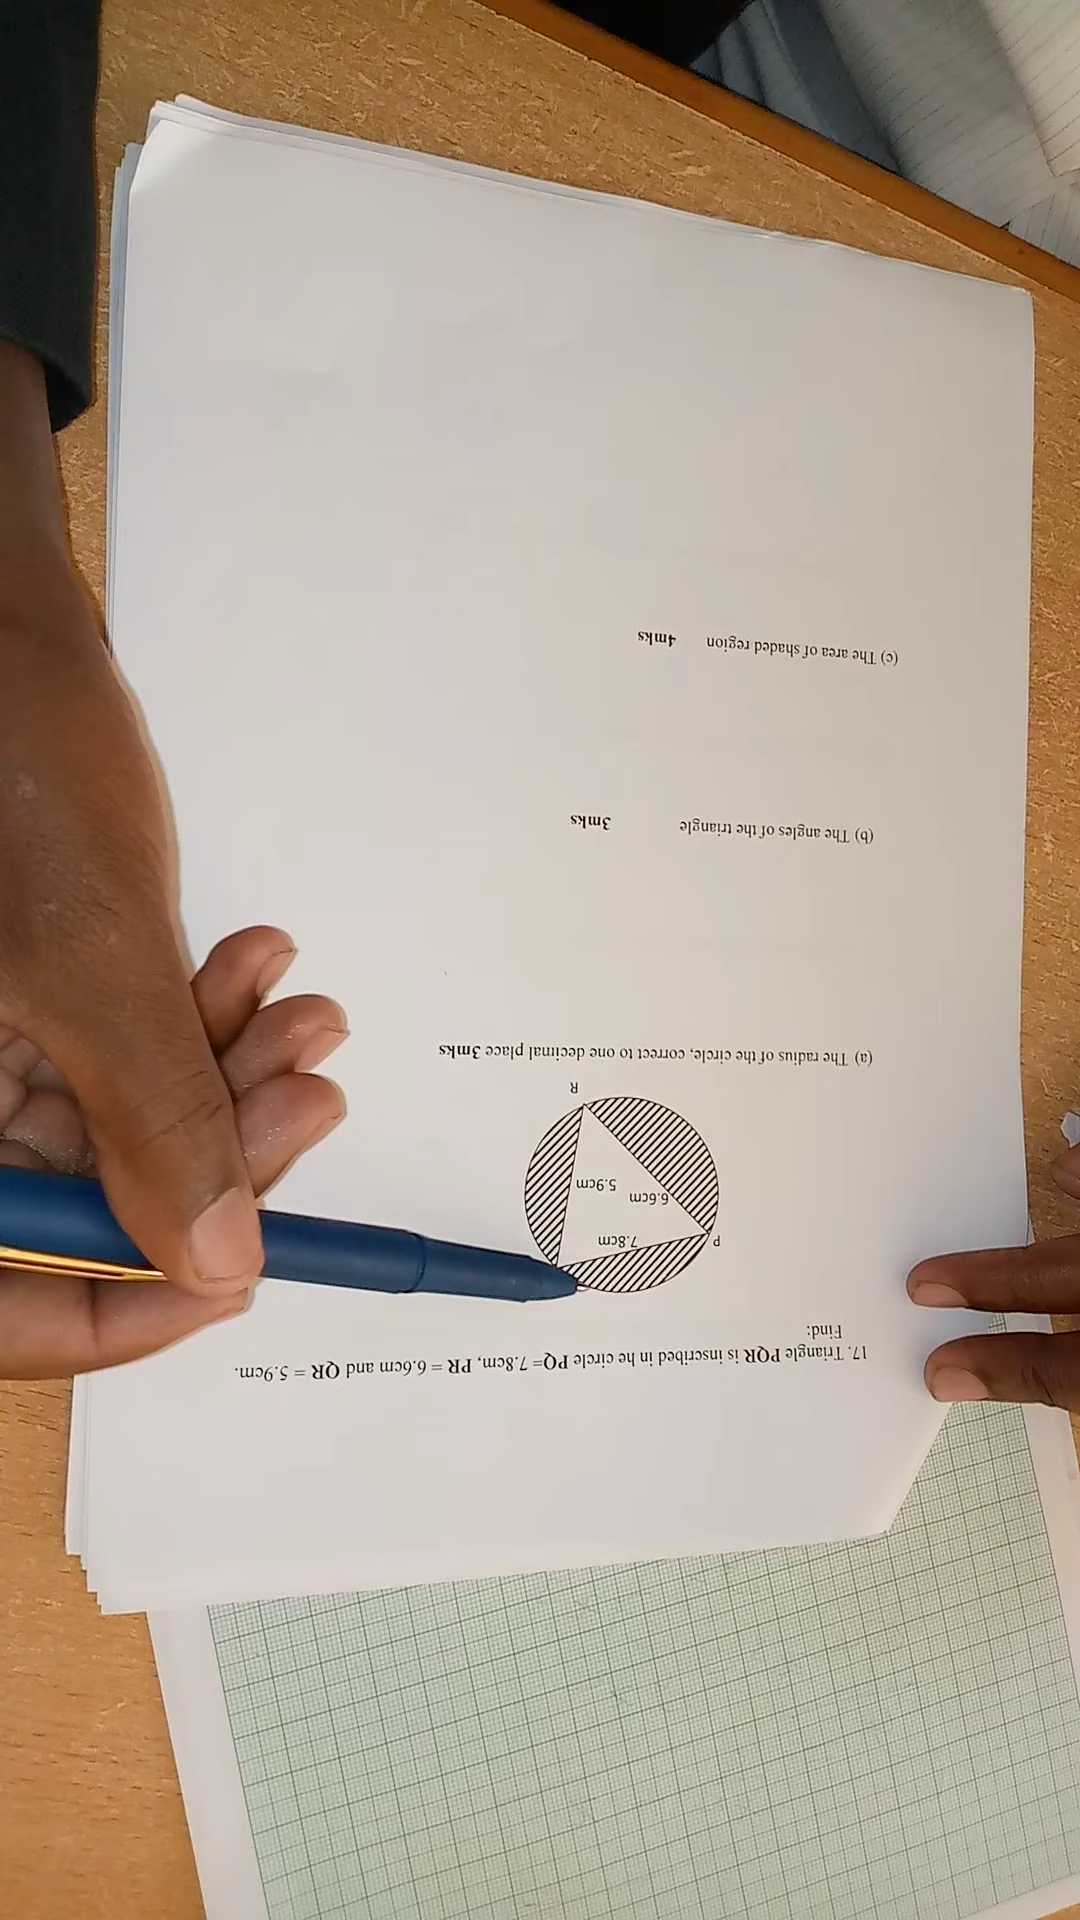 17. Triangle PQR is inscribed in he circle PQ= 7.8cm, PR = 6.6cm and QR = 5.9cm.
Find:
P
7.8cm
6.6cm
5.9cm
R
(a) The radius of the circle, correct to one decimal place 3mks
(b) The angles of the triangle 3mks
(c) The area of shaded region 4mks